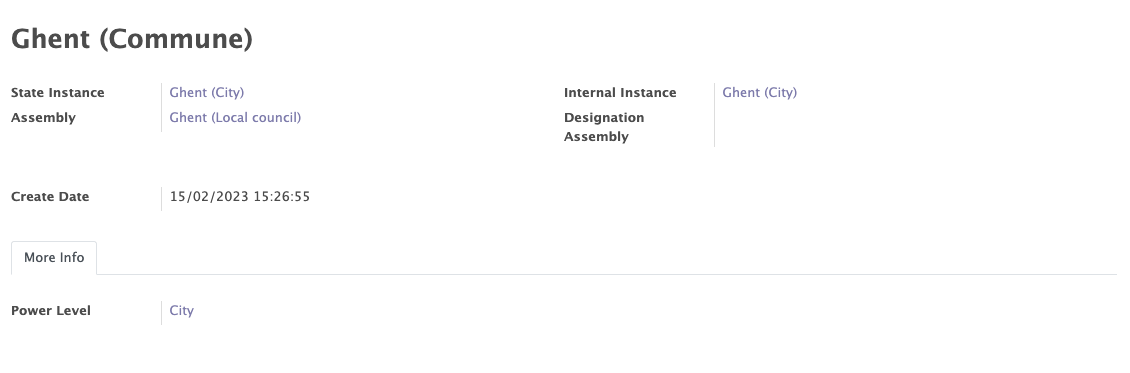 Ghent (Commune)
State Instance Ghent (City)
Assembly Ghent (Local council)
Internal Instance Ghent (City)
Designation
Assembly
Create Date 15/02/2023 15:26:55
More Info
Power Level City